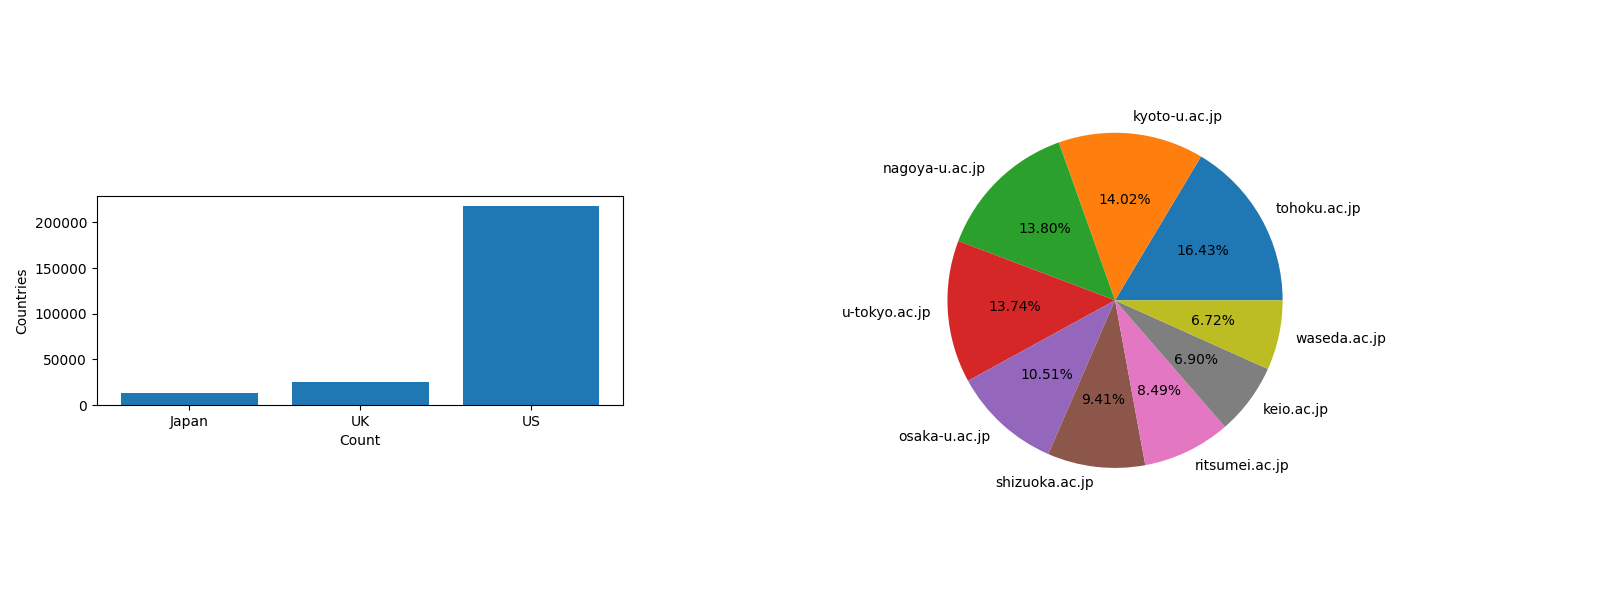 200000
150000
100000
50000
0
Countries
Japan
UK
US
Count
kyoto-u.ac.jp
nagoya-u.ac.jp
tohoku.ac.jp
14.02%
13.80%
16.43%
u-tokyo.ac.jp
13.74%
6.72%
waseda.ac.jp
10.51%
6.90%
9.41%
8.49%
keio.ac.jp
osaka-u.ac.jp
ritsumei.ac.jp
shizuoka.ac.jp